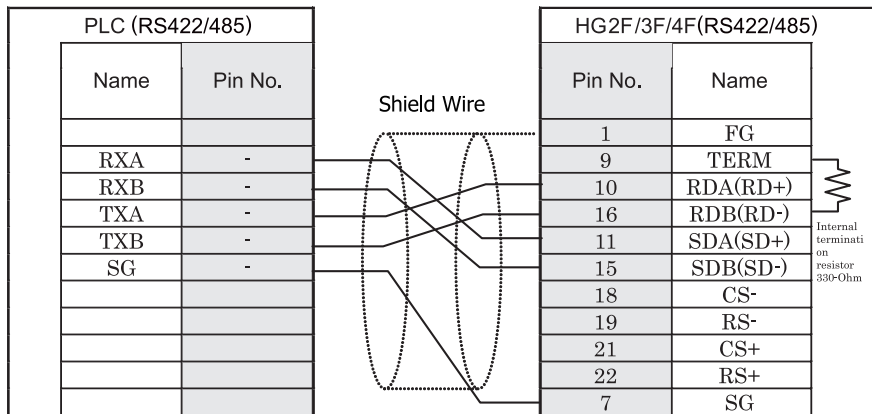 PLC (RS422/485)
HG2F/3F/4F(RS422/485)
Name Pin No.
Pin No. Name
Shield Wire
1 FG
RXA - 9 TERM
RXB - 10 RDA(RD+)
TXA - 16 RDB(RD-)
TXB - 11 SDA(SD+)
SG - 15 SDB(SD-)
18 CS-
19 RS-
21 CS+
22 RS+
7 SG
Internal
terminati
on
resistor
330-Ohm